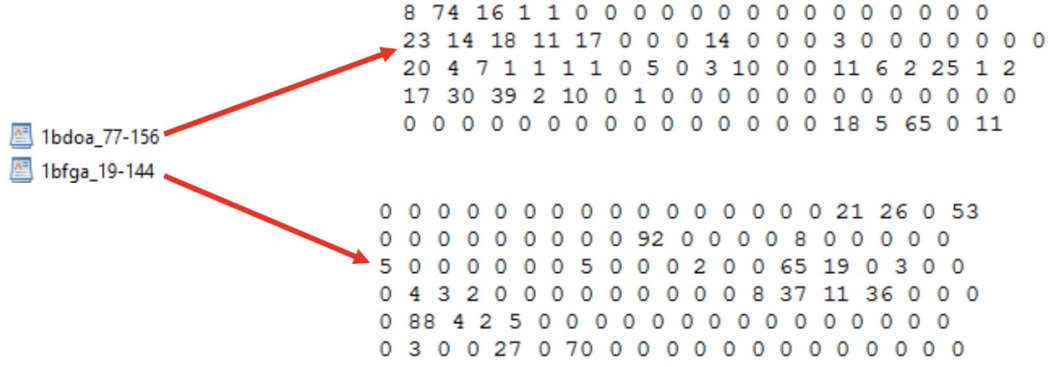 8 74 16 1 1 0 0 0 0 0 0 0 0 0 0 0 0 0 0 0
23 14 18 11 17 0 0 0 14 0 0 0 3 0 0 0 0 0 0 0
20 4 7 1 1 1 1 0 5 0 3 10 0 0 11 6 2 25 1 2
17 30 39 2 10 0 1 0 0 0 0 0 0 0 0 0 0 0 0 0
0 0 0 0 0 0 0 0 0 0 0 0 0 0 0 18 5 65 0 11
1bdoa_77-156
1bfga_19-144
0 0 0 0 0 0 0 0 0 0 0 0 0 0 0 0 21 26 0 53
0 0 0 0 0 0 0 0 0 92 0 0 0 0 8 0 0 0 0 0
5 0 0 0 0 0 0 5 0 0 0 2 0 0 65 19 0 3 0 0
0 4 3 2 0 0 0 0 0 0 0 0 0 8 37 11 36 0 0 0
0 88 4 2 5 0 0 0 0 0 0 0 0 0 0 0 0 0 0 0
0 3 0 0 27 0 70 0 0 0 0 0 0 0 0 0 0 0 0 0